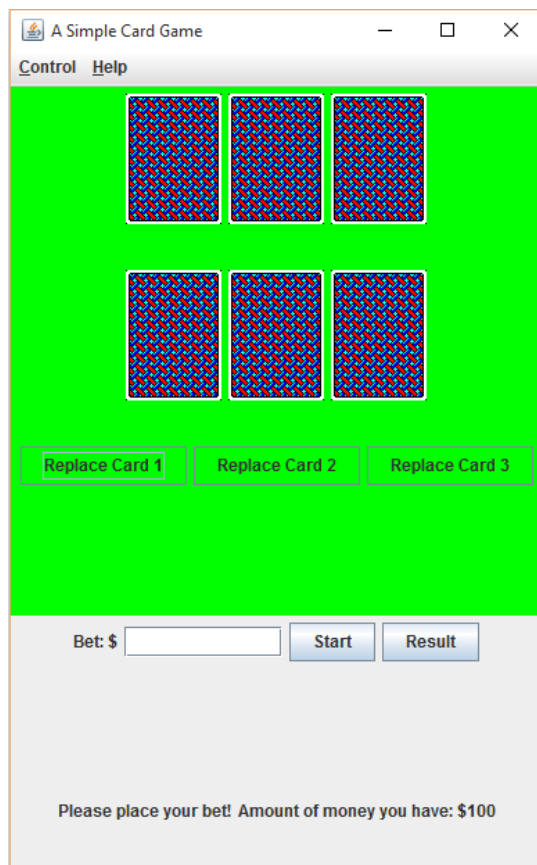 A Simple Card Game
Control Help
Replace Card 1 Replace Card 2 Replace Card 3
Bet: $ Start Result
Please place your bet! Amount of money you have: $100